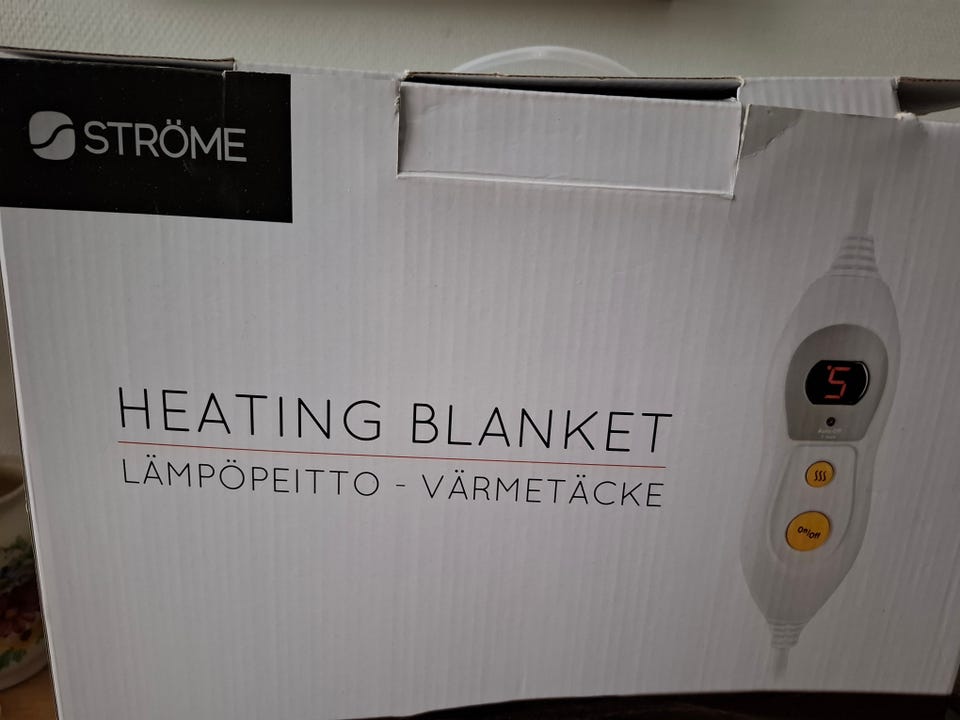 STRÖME
HEATING BLANKET
LÄMPÖPEITTO - VÄRMETÄCKE
5
On/Off